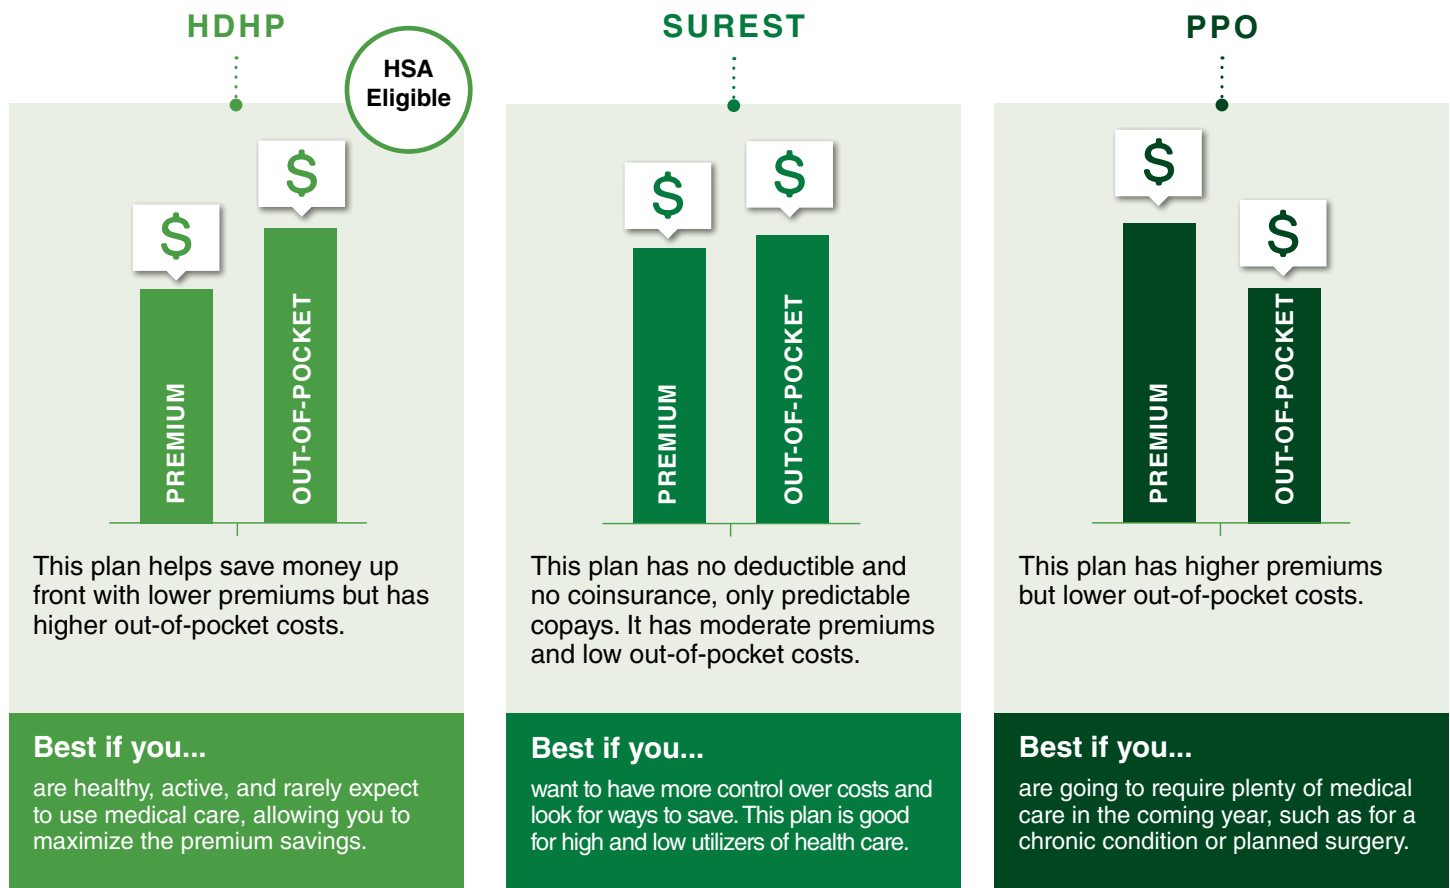 HDHP
HSA
Eligible
$
$
PREMIUM
OUT-OF-POCKET
This plan helps save money up
front with lower premiums but has
higher out-of-pocket costs.
Best if you...
are healthy, active, and rarely expect
to use medical care, allowing you to
maximize the premium savings.
SUREST
$
$
PREMIUM
OUT-OF-POCKET
This plan has no deductible and
no coinsurance, only predictable
copays. It has moderate premiums
and low out-of-pocket costs.
Best if you...
want to have more control over costs and
look for ways to save. This plan is good
for high and low utilizers of health care.
PPO
$
$
PREMIUM
OUT-OF-POCKET
This plan has higher premiums
but lower out-of-pocket costs.
Best if you...
are going to require plenty of medical
care in the coming year, such as for a
chronic condition or planned surgery.